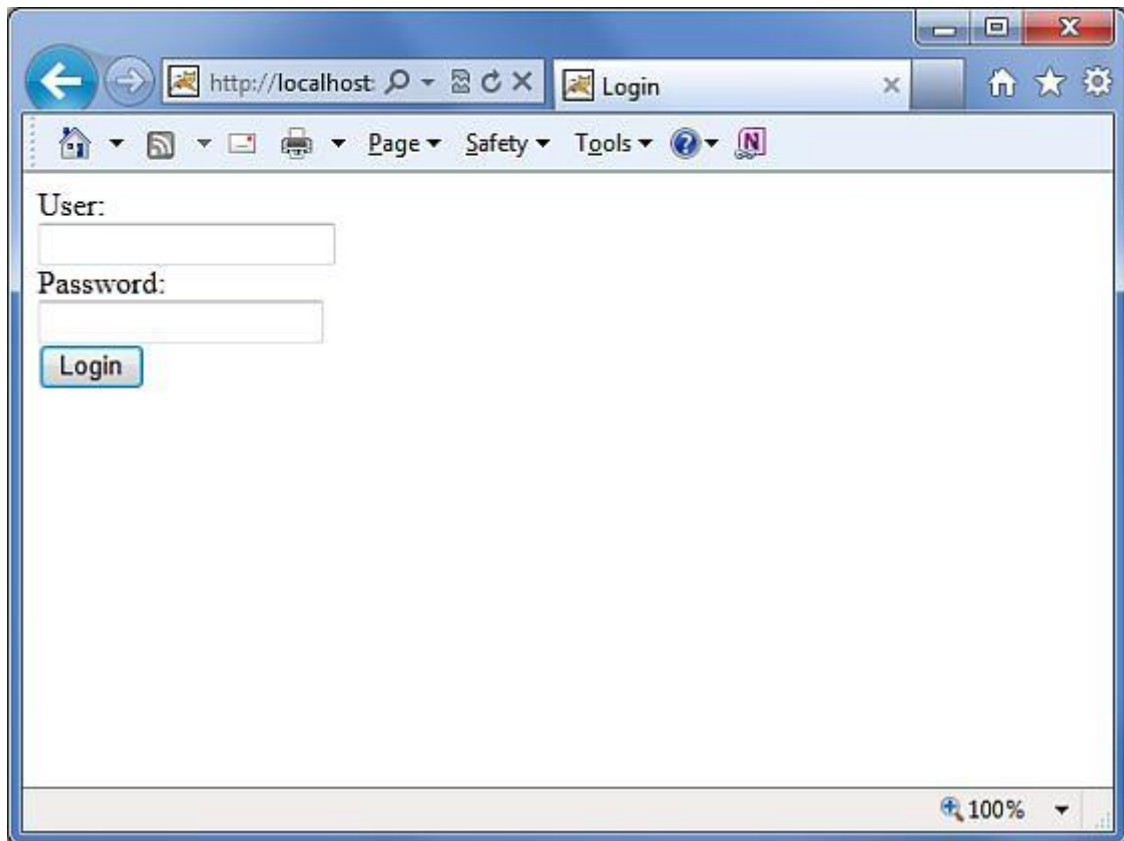 http://localhost: Login
Page Safety Tools N
User:
Password:
Login
100%